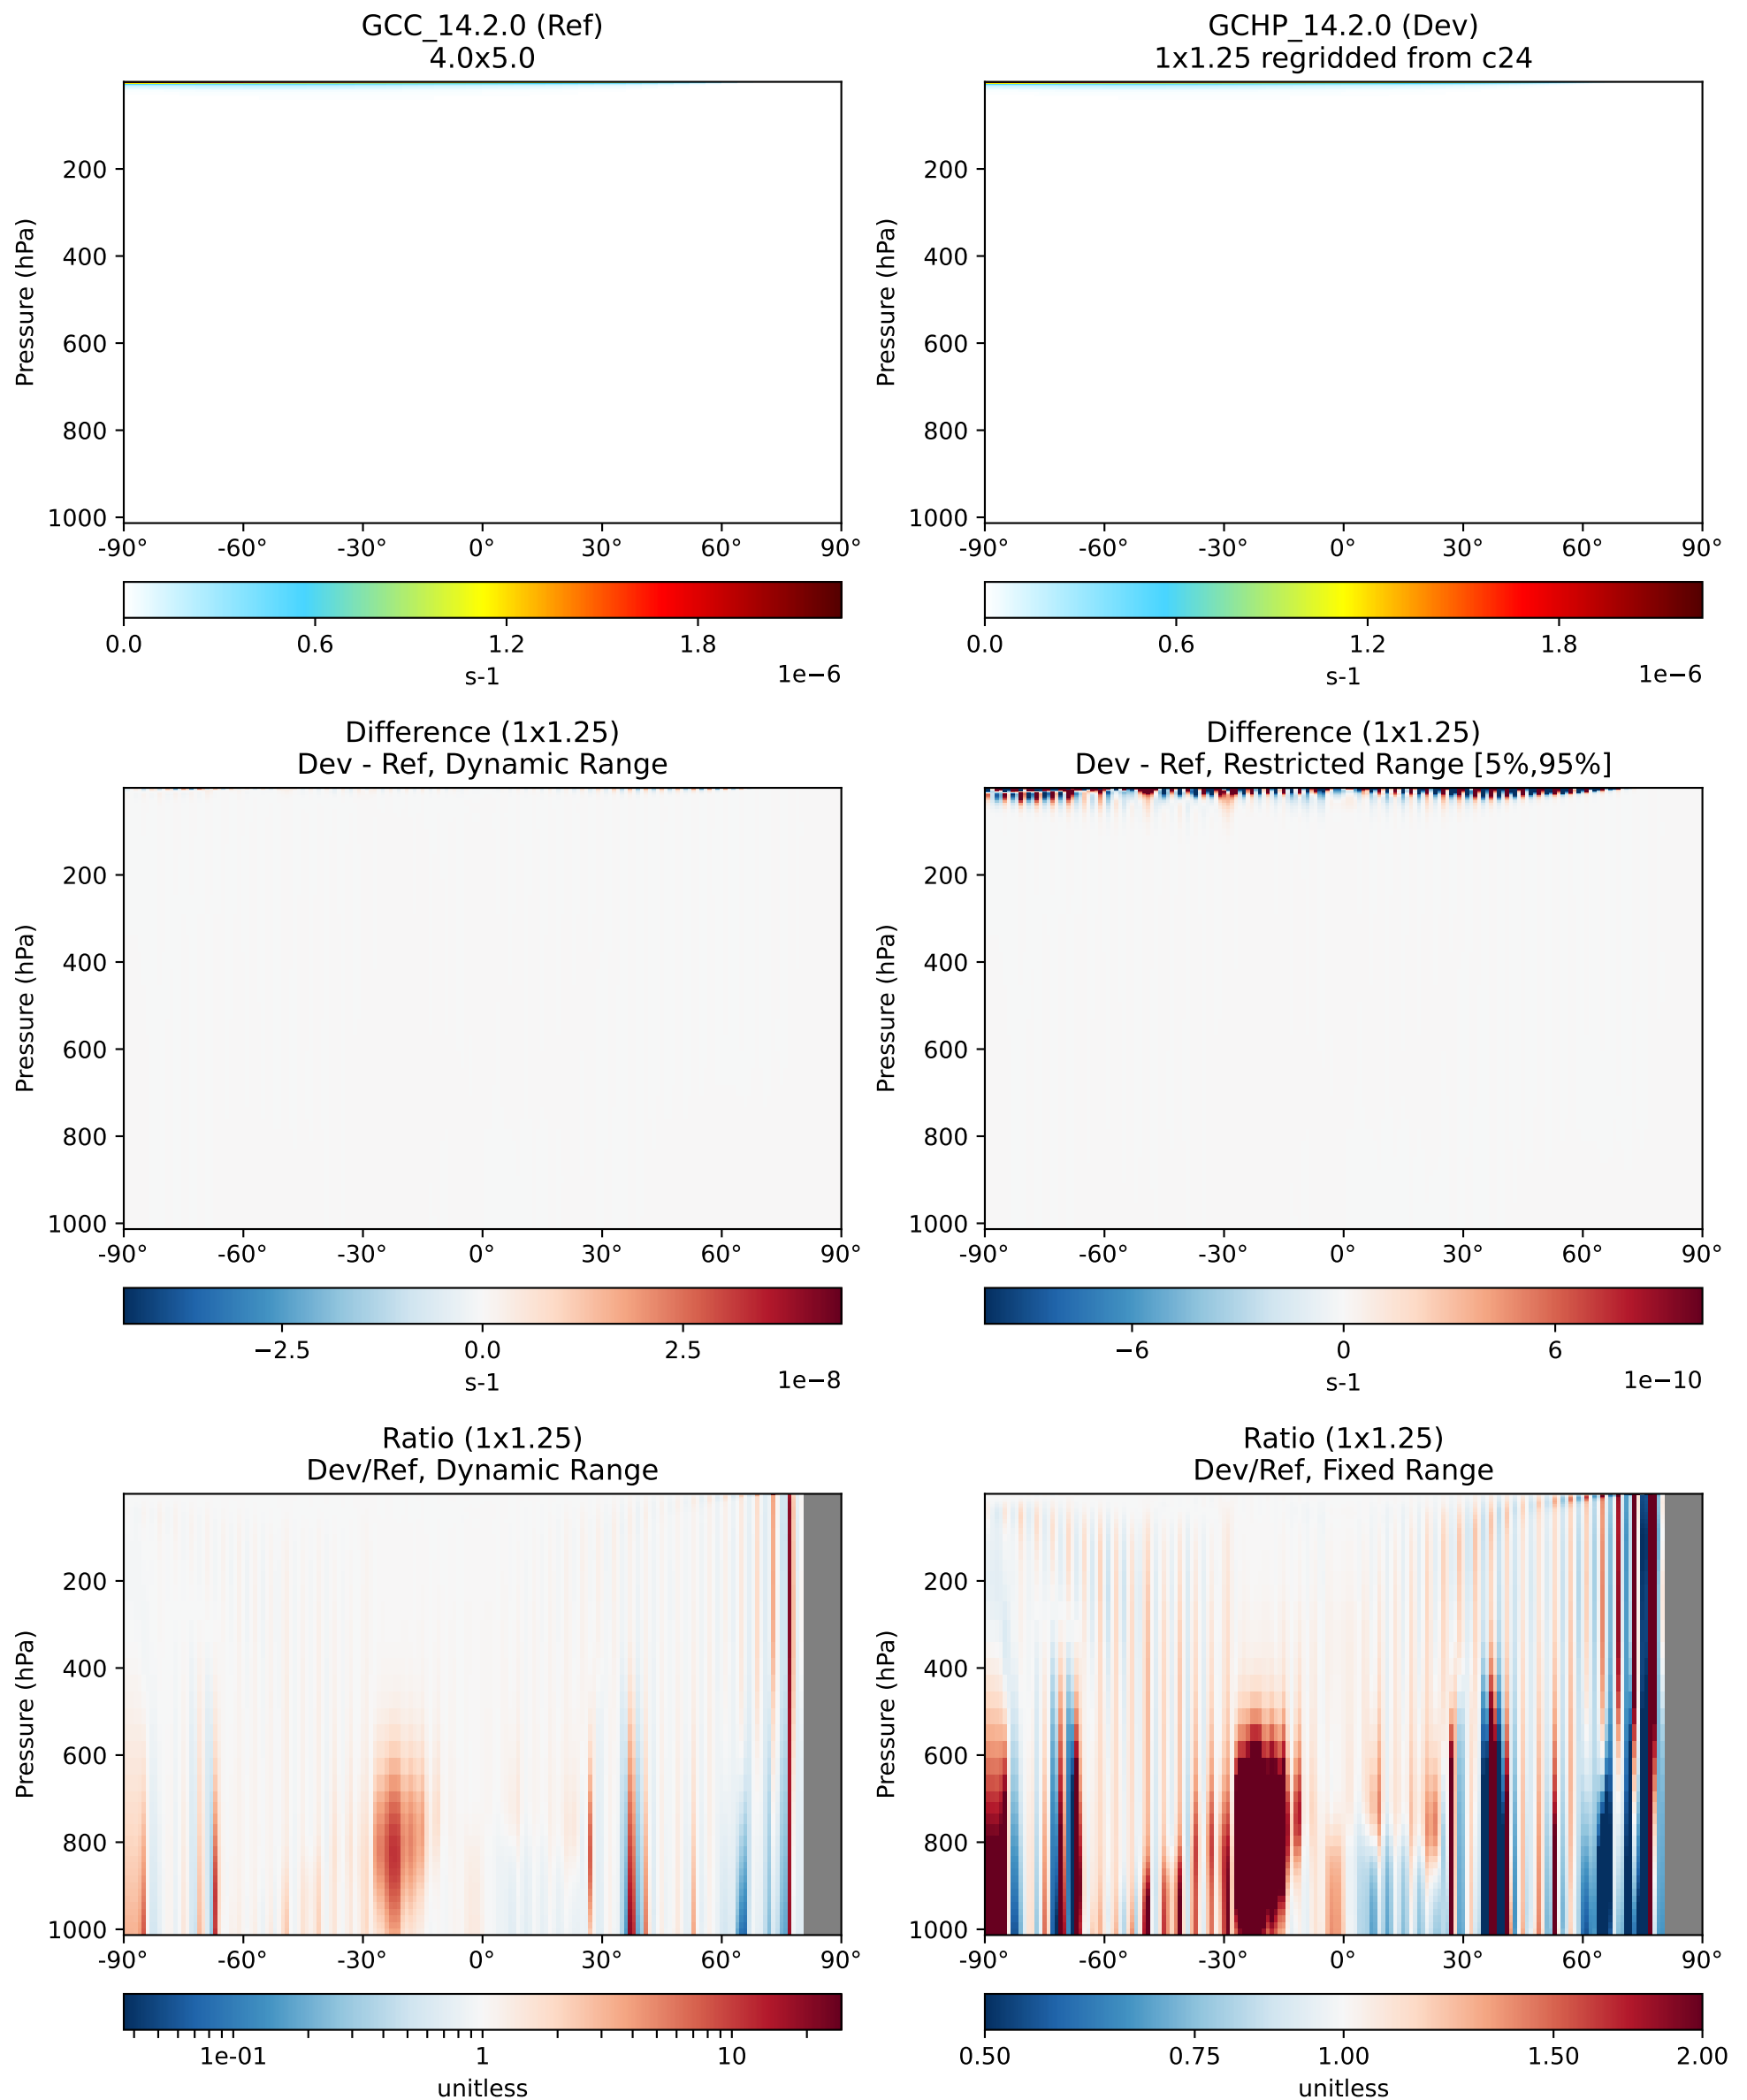 GCC_14.2.0 (Ref)
4.0x5.0
Pressure (hPa)
200
400
600
800
1000
-90° -60° -30° 0° 30° 60° 90°
0.0 0.6 1.2 1.8
s-1
1e−6
GCHP_14.2.0 (Dev)
1x1.25 regridded from c24
Pressure (hPa)
200
400
600
800
1000
-90° -60° -30° 0° 30° 60° 90°
0.0 0.6 1.2 1.8
s-1
1e−6
Difference (1x1.25)
Dev - Ref, Dynamic Range
Pressure (hPa)
200
400
600
800
1000
-90° -60° -30° 0° 30° 60° 90°
−2.5 0.0 2.5
s-1
1e−8
Difference (1x1.25)
Dev - Ref, Restricted Range [5%,95%]
Pressure (hPa)
200
400
600
800
1000
-90° -60° -30° 0° 30° 60° 90°
−6 0 6
s-1
1e−10
Ratio (1x1.25)
Dev/Ref, Dynamic Range
Pressure (hPa)
200
400
600
800
1000
-90° -60° -30° 0° 30° 60° 90°
1e-01 1 10
unitless
Ratio (1x1.25)
Dev/Ref, Fixed Range
Pressure (hPa)
200
400
600
800
1000
-90° -60° -30° 0° 30° 60° 90°
0.50 0.75 1.00 1.50 2.00
unitless